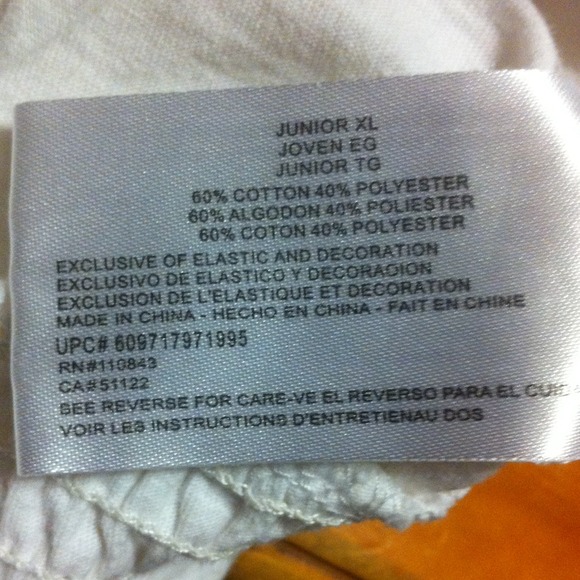 JUNIOR XL
JOVEN EG
JUNIOR TG
60% COTTON 40% POLYESTER
60% ALGODON 40% POLIESTER
60% COTON 40% POLYESTER
EXCLUSIVE OF ELASTIC AND DECORATION
EXCLUSIVO DE ELASTICO Y DECORACION
EXCLUSION DE L'ELASTIQUE ET DECORATION
MADE IN CHINA - HECHO EN CHINA - FAIT EN CHINE
UPC# 609717971995
RN#110843
CA#51122
SEE REVERSE FOR CARE-VE EL REVERSO PARA EL
VOIR LES INSTRUCTIONS D'ENTRETIENAU DOS